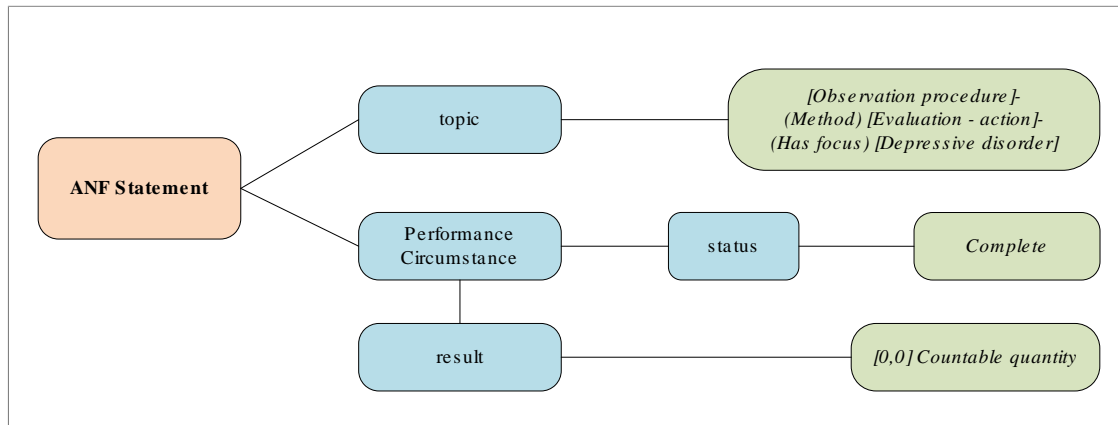 ANF Statement
topic
[Observation procedure]-
(Method) [Evaluation - action]-
(Has focus) [Depressive disorder]
Performance
Circumstance
status
Complete
result
[0,0] Countable quantity